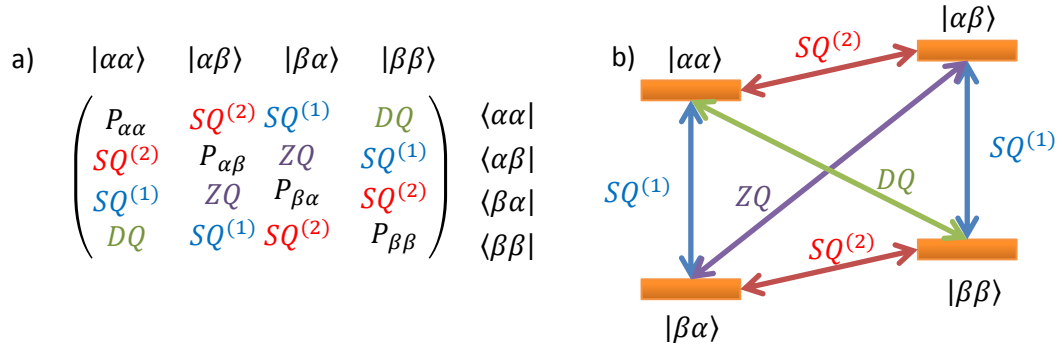 a) |αα⟩ |αβ⟩ |βα⟩ |ββ⟩
P_αα SQ^(2) SQ^(1) DQ ⟨αα|
SQ^(2) P_αβ ZQ SQ^(1) ⟨αβ|
SQ^(1) ZQ P_βα SQ^(2) ⟨βα|
DQ SQ^(1) SQ^(2) P_ββ ⟨ββ|
b) |αα⟩ SQ^(2) |αβ⟩
SQ^(1) ZQ DQ SQ^(1)
SQ^(2)
|βα⟩ |ββ⟩